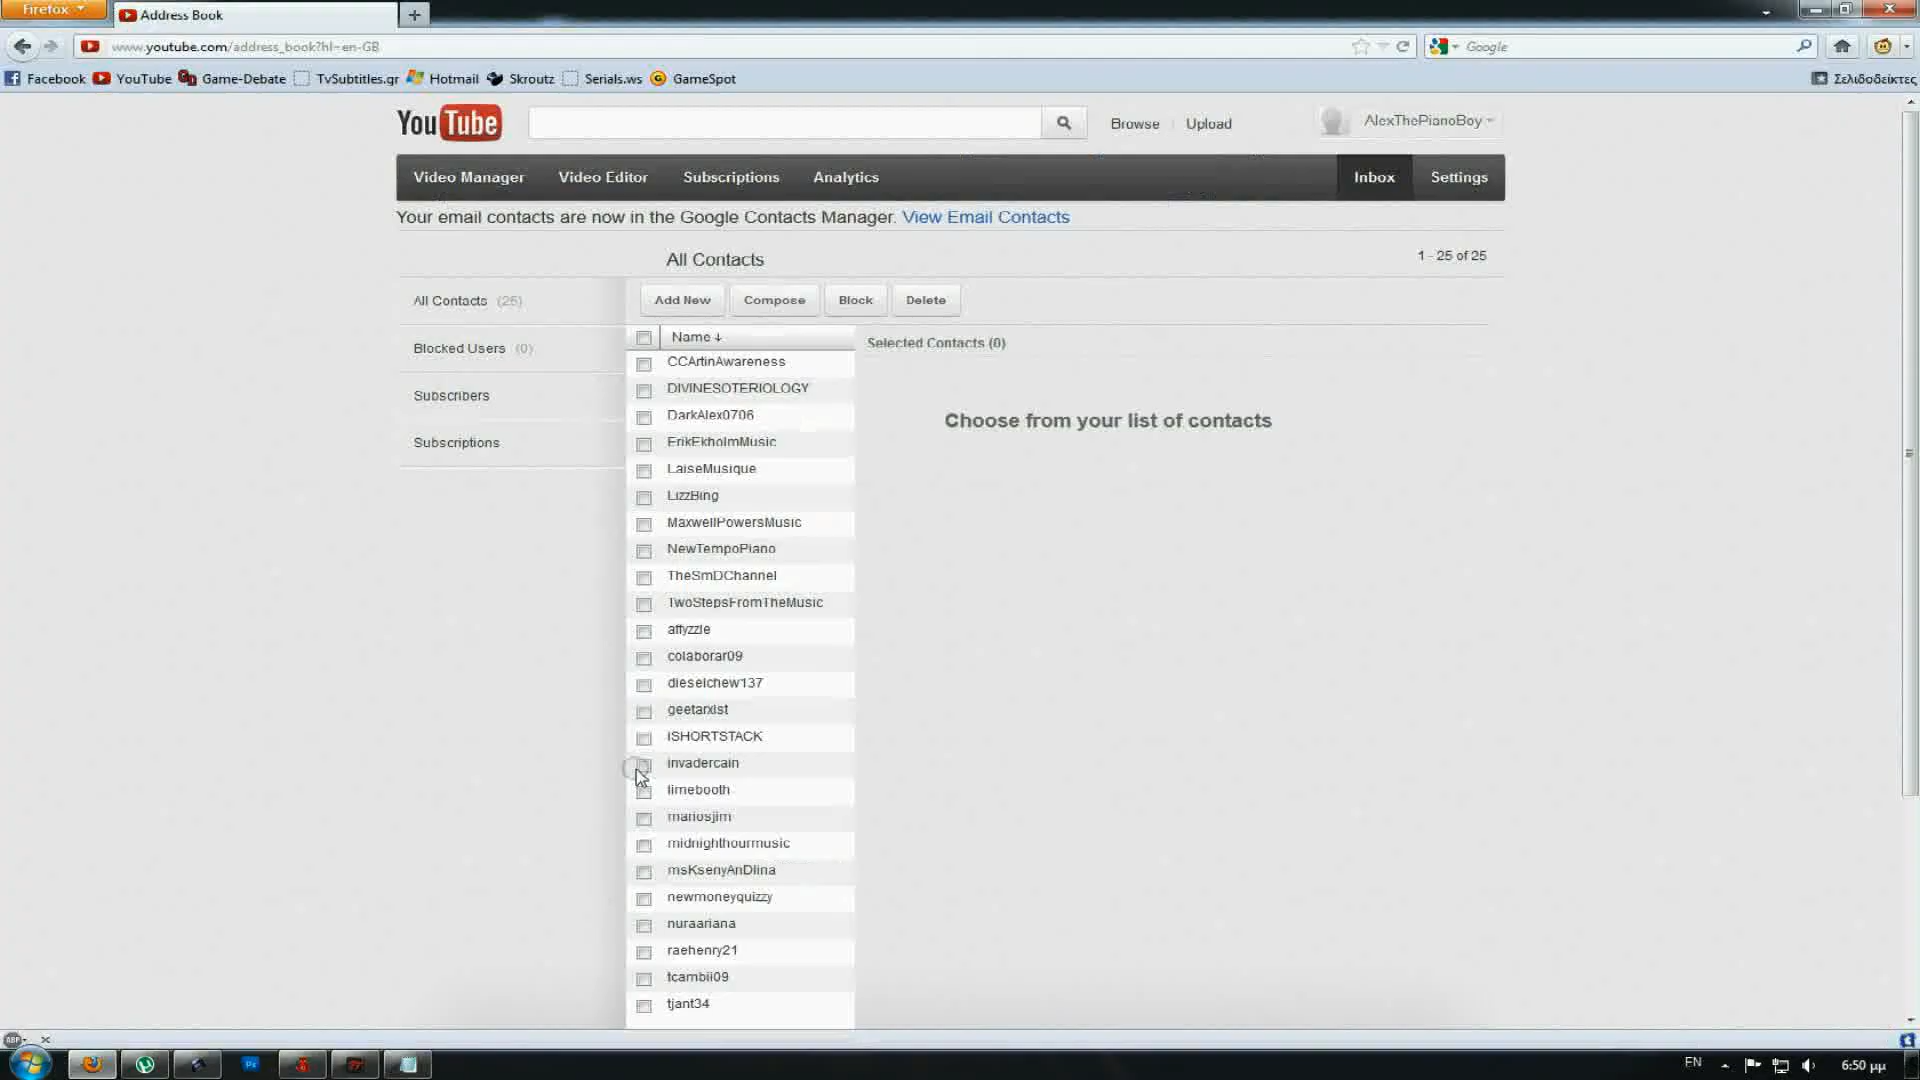 Firefox
Address Book
www.youtube.com/address_book?hl=en-GB
Google
Facebook
YouTube
Game-Debate
TvSubtitles.gr
Hotmail
Skroutz
Serials.ws
GameSpot
Σελιδοδείκτες
YouTube
Browse
Upload
AlexThePianoBoy
Video Manager
Video Editor
Subscriptions
Analytics
Inbox
Settings
Your email contacts are now in the Google Contacts Manager. View Email Contacts
All Contacts
1 - 25 of 25
All Contacts (25)
Blocked Users (0)
Subscribers
Subscriptions
Add New
Compose
Block
Delete
Name ↓
Selected Contacts (0)
Choose from your list of contacts
CCArtinAwareness
DIVINESOTERIOLOGY
DarkAlex0706
ErikEkholmMusic
LaiseMusique
LizzBing
MaxwellPowersMusic
NewTempoPiano
TheSmDChannel
TwoStepsFromTheMusic
affyzzle
colaborar09
dieselchew137
geetarxist
iSHORTSTACK
invadercain
limebooth
mariosjim
midnighthourmusic
msKsenyAnDlina
newmoneyquizzy
nuraariana
raehenry21
tcambii09
tjant34
ABP
Ps
EN
6:50 μμ